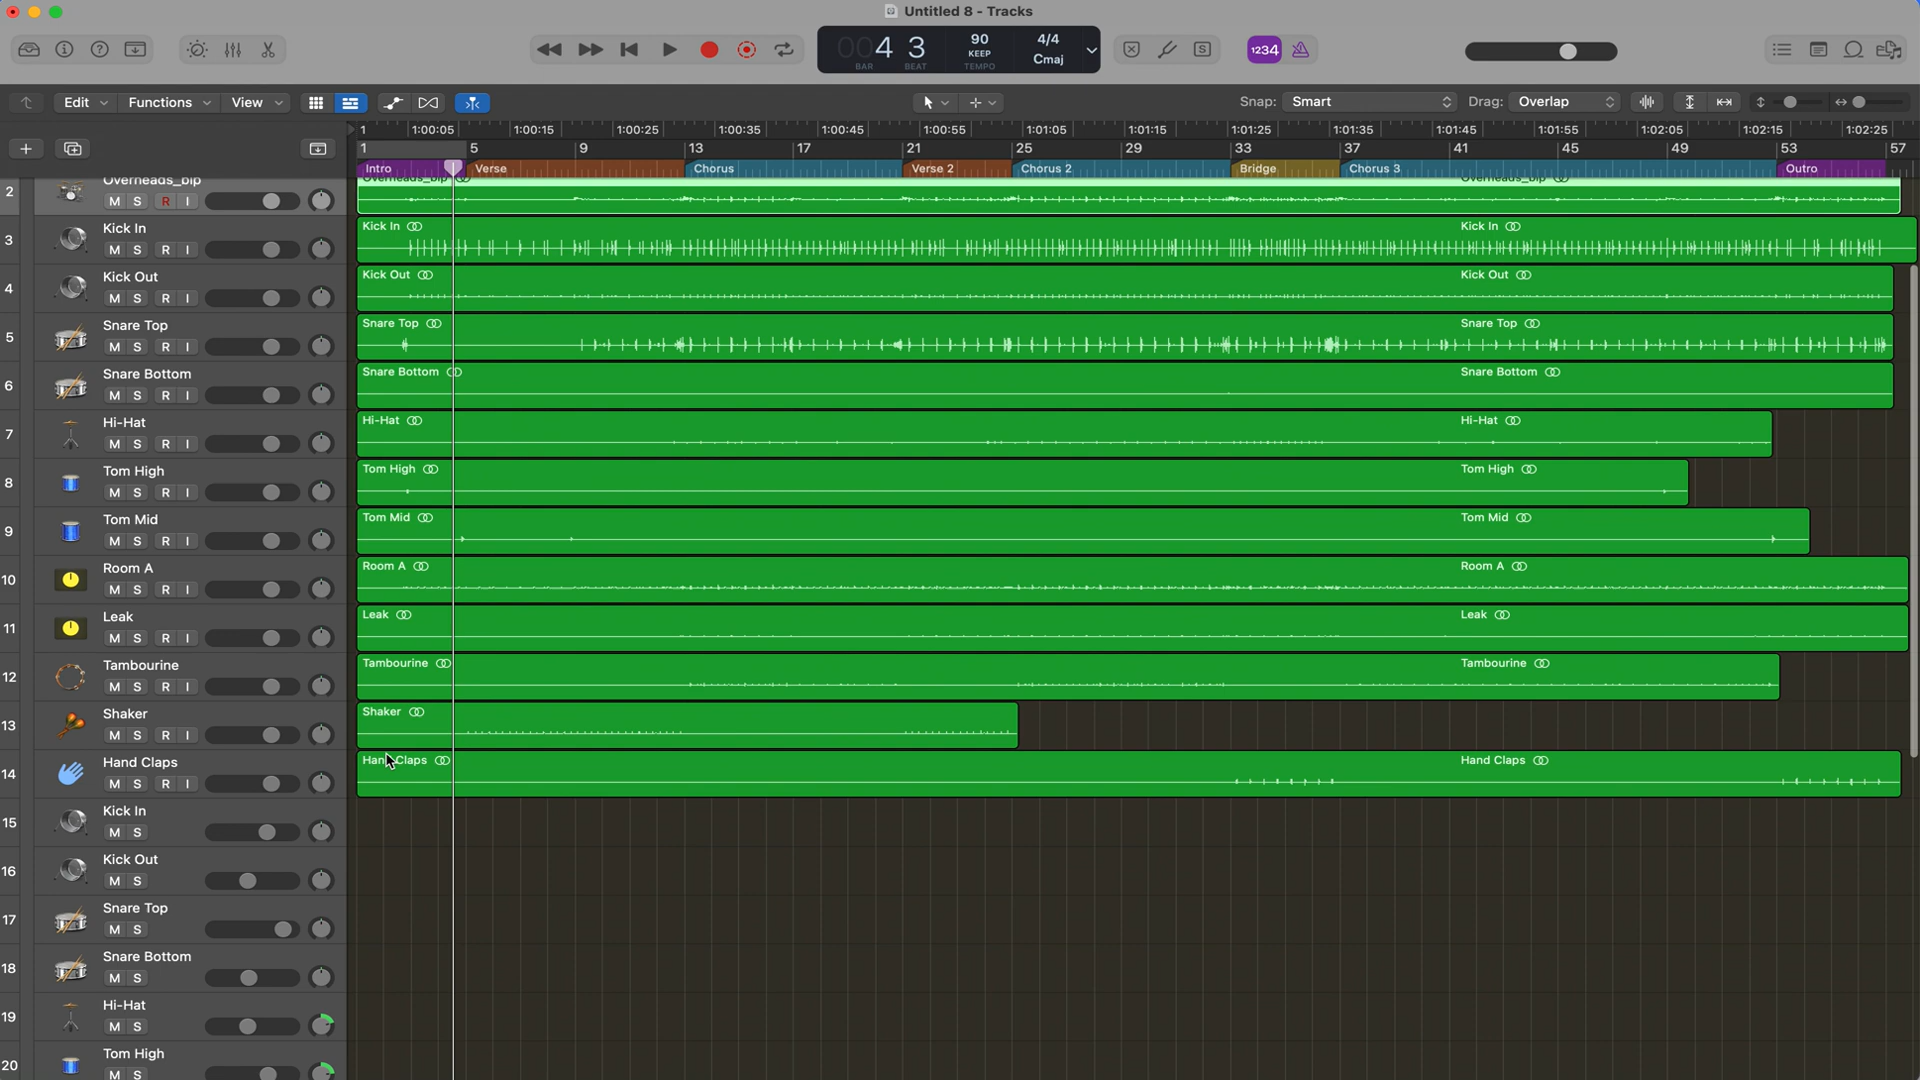 Untitled 8 - Tracks
004 3
BAR BEAT
90
KEEP
TEMPO
4/4
Cmaj
1234
Edit Functions View
Snap: Smart Drag: Overlap
1 1:00:05 1:00:15 1:00:25 1:00:35 1:00:45 1:00:55 1:01:05 1:01:15 1:01:25 1:01:35 1:01:45 1:01:55 1:02:05 1:02:15 1:02:25
1 5 9 13 17 21 25 29 33 37 41 45 49 53 57
Intro Verse Chorus Verse 2 Chorus 2 Bridge Chorus 3 Outro
2 Overheads_bip M S R I Overheads_bip Overheads_bip
3 Kick In M S R I Kick In Kick In
4 Kick Out M S R I Kick Out Kick Out
5 Snare Top M S R I Snare Top Snare Top
6 Snare Bottom M S R I Snare Bottom Snare Bottom
7 Hi-Hat M S R I Hi-Hat Hi-Hat
8 Tom High M S R I Tom High Tom High
9 Tom Mid M S R I Tom Mid Tom Mid
10 Room A M S R I Room A Room A
11 Leak M S R I Leak Leak
12 Tambourine M S R I Tambourine Tambourine
13 Shaker M S R I Shaker
14 Hand Claps M S R I Hand Claps Hand Claps
15 Kick In M S
16 Kick Out M S
17 Snare Top M S
18 Snare Bottom M S
19 Hi-Hat M S
20 Tom High M S